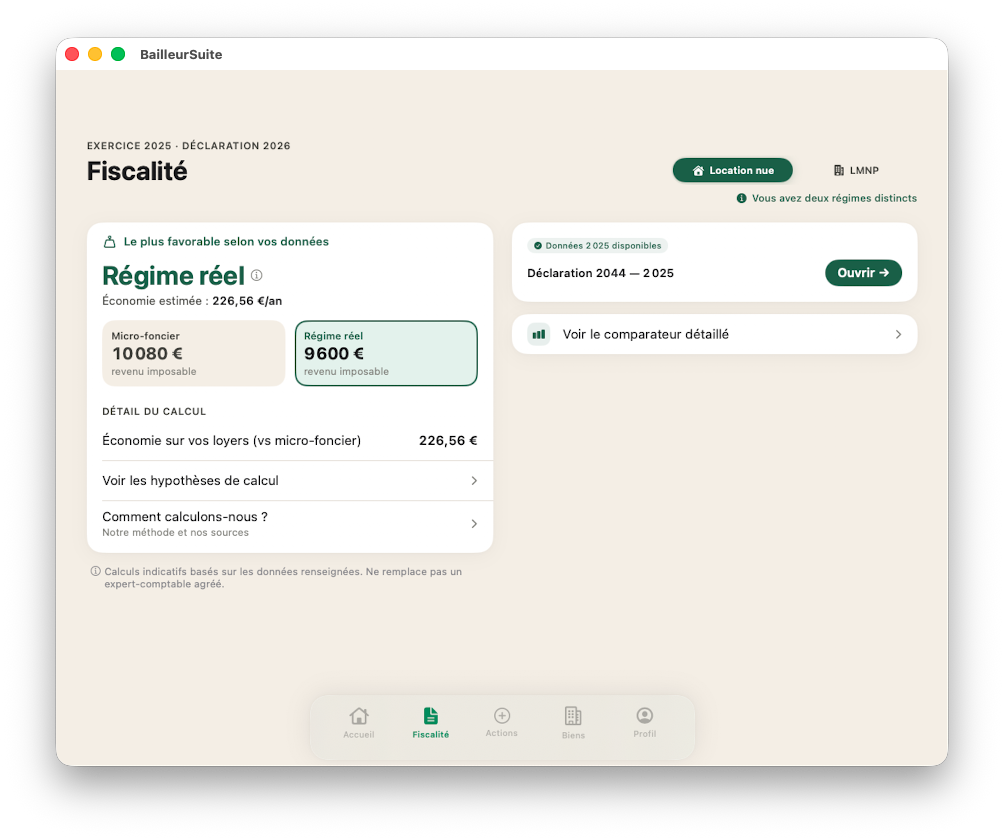 BailleurSuite
EXERCICE 2025 · DÉCLARATION 2026
Fiscalité
Location nue
LMNP
Vous avez deux régimes distincts
Le plus favorable selon vos données
Régime réel
Économie estimée : 226,56 €/an
Micro-foncier
10 080 €
revenu imposable
Régime réel
9 600 €
revenu imposable
DÉTAIL DU CALCUL
Économie sur vos loyers (vs micro-foncier) 226,56 €
Voir les hypothèses de calcul
Comment calculons-nous ?
Notre méthode et nos sources
Calculs indicatifs basés sur les données renseignées. Ne remplace pas un
expert-comptable agréé.
Données 2 025 disponibles
Déclaration 2044 — 2 025
Ouvrir →
Voir le comparateur détaillé
Accueil
Fiscalité
Actions
Biens
Profil